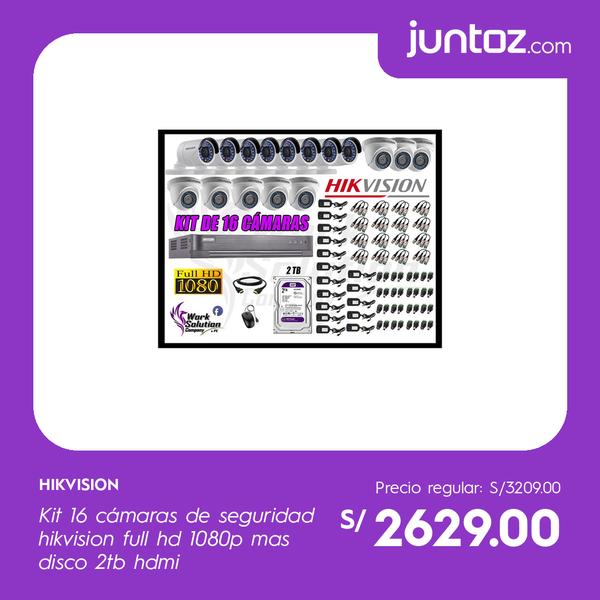 juntoz.com
HIKVISION
KIT DE 16 CÁMARAS
Full HD
1080
2 TB
Work
Solution
Company
HIKVISION
Kit 16 cámaras de seguridad
hikvision full hd 1080p mas
disco 2tb hdmi
Precio regular: S/3209.00
S/ 2629.00